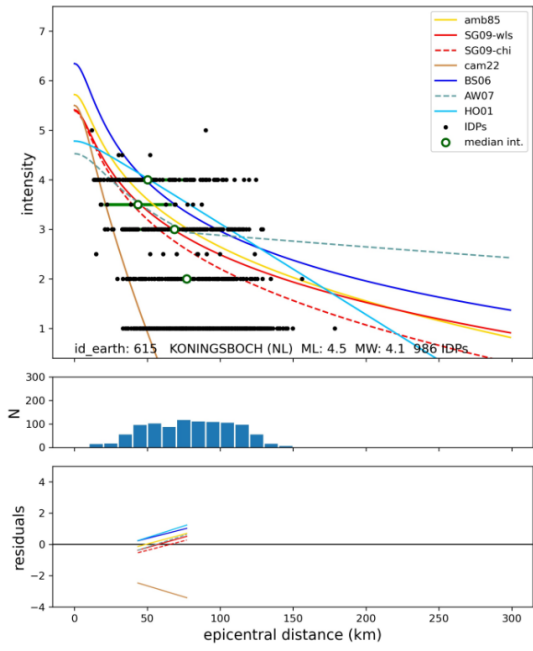 7
6
5
4
3
2
1
intensity
amb85
SG09-wls
SG09-chi
cam22
BS06
AW07
HO01
IDPs
median int.
id_earth: 615 KONINGSBOCH (NL) ML: 4.5 MW: 4.1 986 IDPs
300
200
100
0
N
4
2
0
−2
−4
residuals
0 50 100 150 200 250 300
epicentral distance (km)